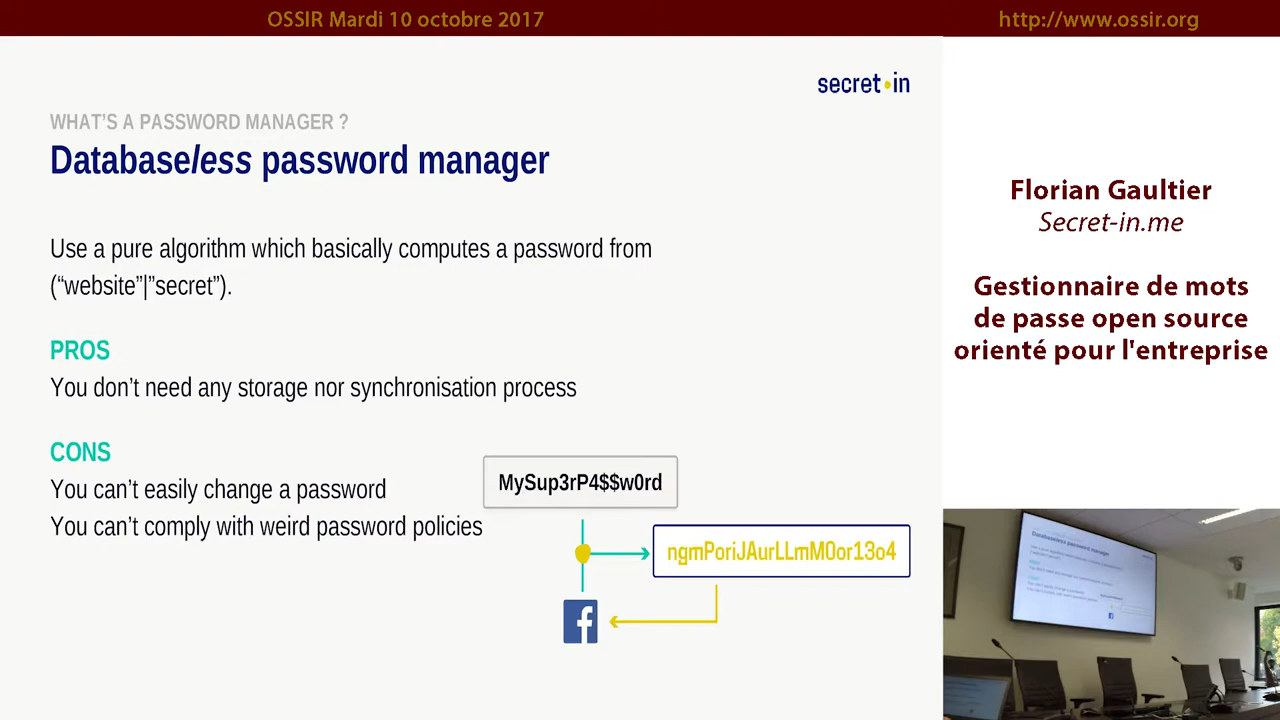 OSSIR Mardi 10 octobre 2017
http://www.ossir.org
secret•in
WHAT'S A PASSWORD MANAGER ?
Databaseless password manager
Use a pure algorithm which basically computes a password from
(“website”|”secret”).
PROS
You don't need any storage nor synchronisation process
CONS
You can't easily change a password
You can't comply with weird password policies
MySup3rP4$$w0rd
ngmPoriJAurLLmM0or13o4
Florian Gaultier
Secret-in.me
Gestionnaire de mots
de passe open source
orienté pour l'entreprise
Databaseless password manager